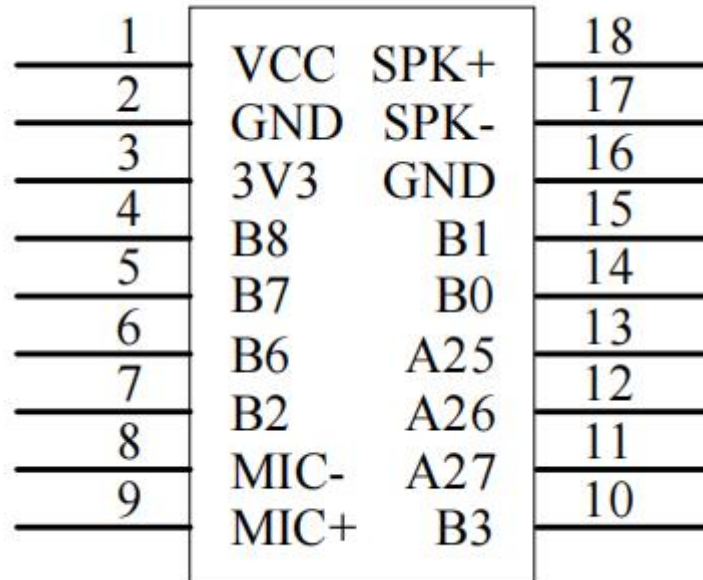 1 18
VCC SPK+
2 17
GND SPK-
3 16
3V3 GND
4 15
B8 B1
5 14
B7 B0
6 13
B6 A25
7 12
B2 A26
8 11
MIC- A27
9 10
MIC+ B3